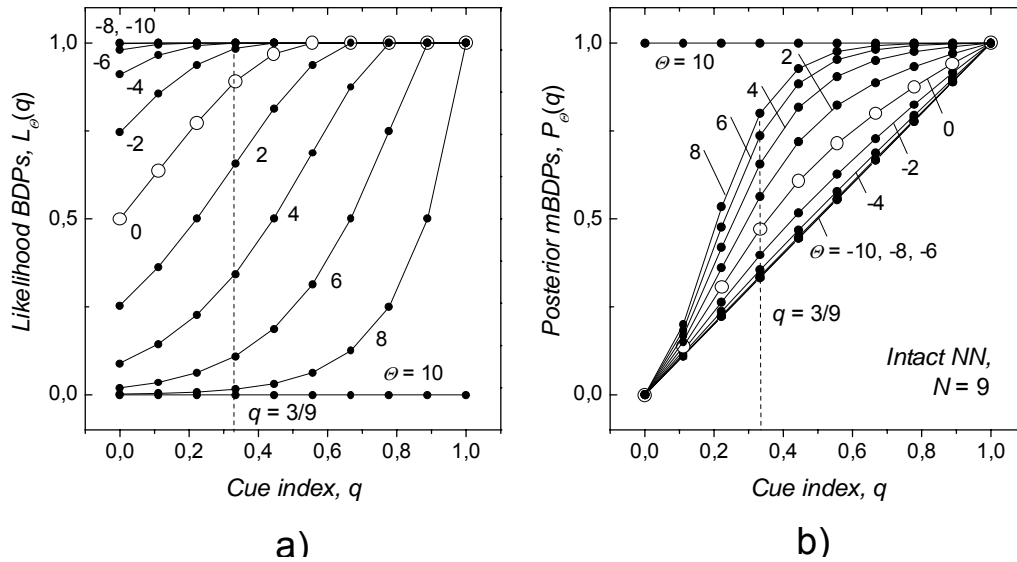 -8, -10
1,0
-6
-4
-2
0
2
4
6
8
Θ = 10
q = 3/9
0,5
0,0
Likelihood BDPs, L_Θ(q)
0,0 0,2 0,4 0,6 0,8 1,0
Cue index, q
a)
1,0
Θ = 10
2
4
6
8
0
-2
-4
Θ = -10, -8, -6
q = 3/9
Intact NN,
N = 9
0,5
0,0
Posterior mBDPs, P_Θ(q)
0,0 0,2 0,4 0,6 0,8 1,0
Cue index, q
b)